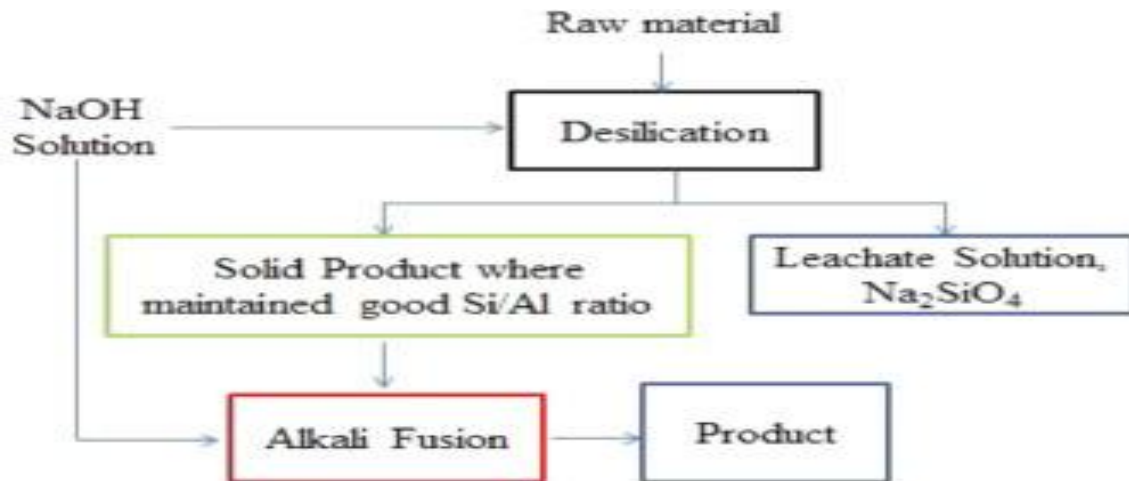 Raw material
NaOH
Solution
Desilication
Solid Product where
maintained good Si/Al ratio
Leachate Solution,
Na₂SiO₄
Alkali Fusion
Product